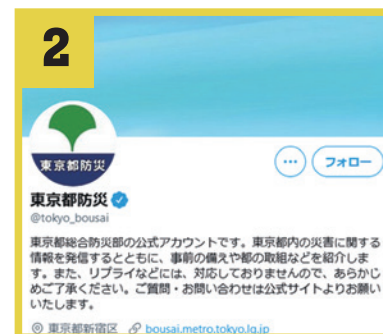 2
東京都防災
フォロー
東京都防災
@tokyo_bousai
東京都総合防災部の公式アカウントです。東京都内の災害に関する
情報を発信するとともに、事前の備えや都の取組などを紹介しま
す。また、リプライなどには、対応しておりませんので、あらかじ
めご了承ください。ご質問・お問い合わせは公式サイトよりお願い
いたします。
東京都新宿区 bousai.metro.tokyo.lg.jp